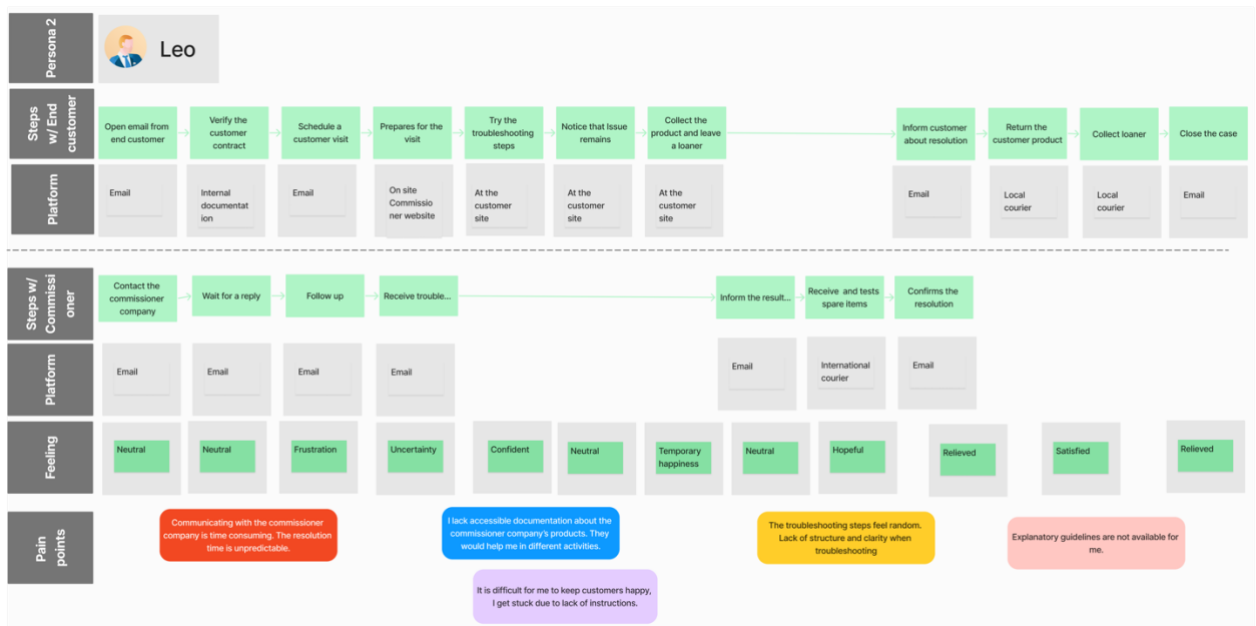 Persona 2
Leo
Steps
w/ End
customer
Open email from
end customer
Verify the
customer
contract
Schedule a
customer visit
Prepares for the
visit
Try the
troubleshooting
steps
Notice that Issue
remains
Collect the
product and leave
a loaner
Inform customer
about resolution
Return the
customer product
Collect loaner
Close the case
Platform
Email
Internal
documentat
ion
Email
On site
Commissio
ner website
At the
customer
site
At the
customer
site
At the
customer
site
Email
Local
courier
Local
courier
Email
Steps w/
Commissi
oner
Contact the
commissioner
company
Wait for a reply
Follow up
Receive trouble...
Inform the result...
Receive and tests
spare items
Confirms the
resolution
Platform
Email
Email
Email
Email
Email
International
courier
Email
Feeling
Neutral
Neutral
Frustration
Uncertainty
Confident
Neutral
Temporary
happiness
Neutral
Hopeful
Relieved
Satisfied
Relieved
Pain
points
Communicating with the commissioner
company is time consuming. The resolution
time is unpredictable.
I lack accessible documentation about the
commissioner company's products. They
would help me in different activities.
It is difficult for me to keep customers happy,
I get stuck due to lack of instructions.
The troubleshooting steps feel random.
Lack of structure and clarity when
troubleshooting
Explanatory guidelines are not available for
me.